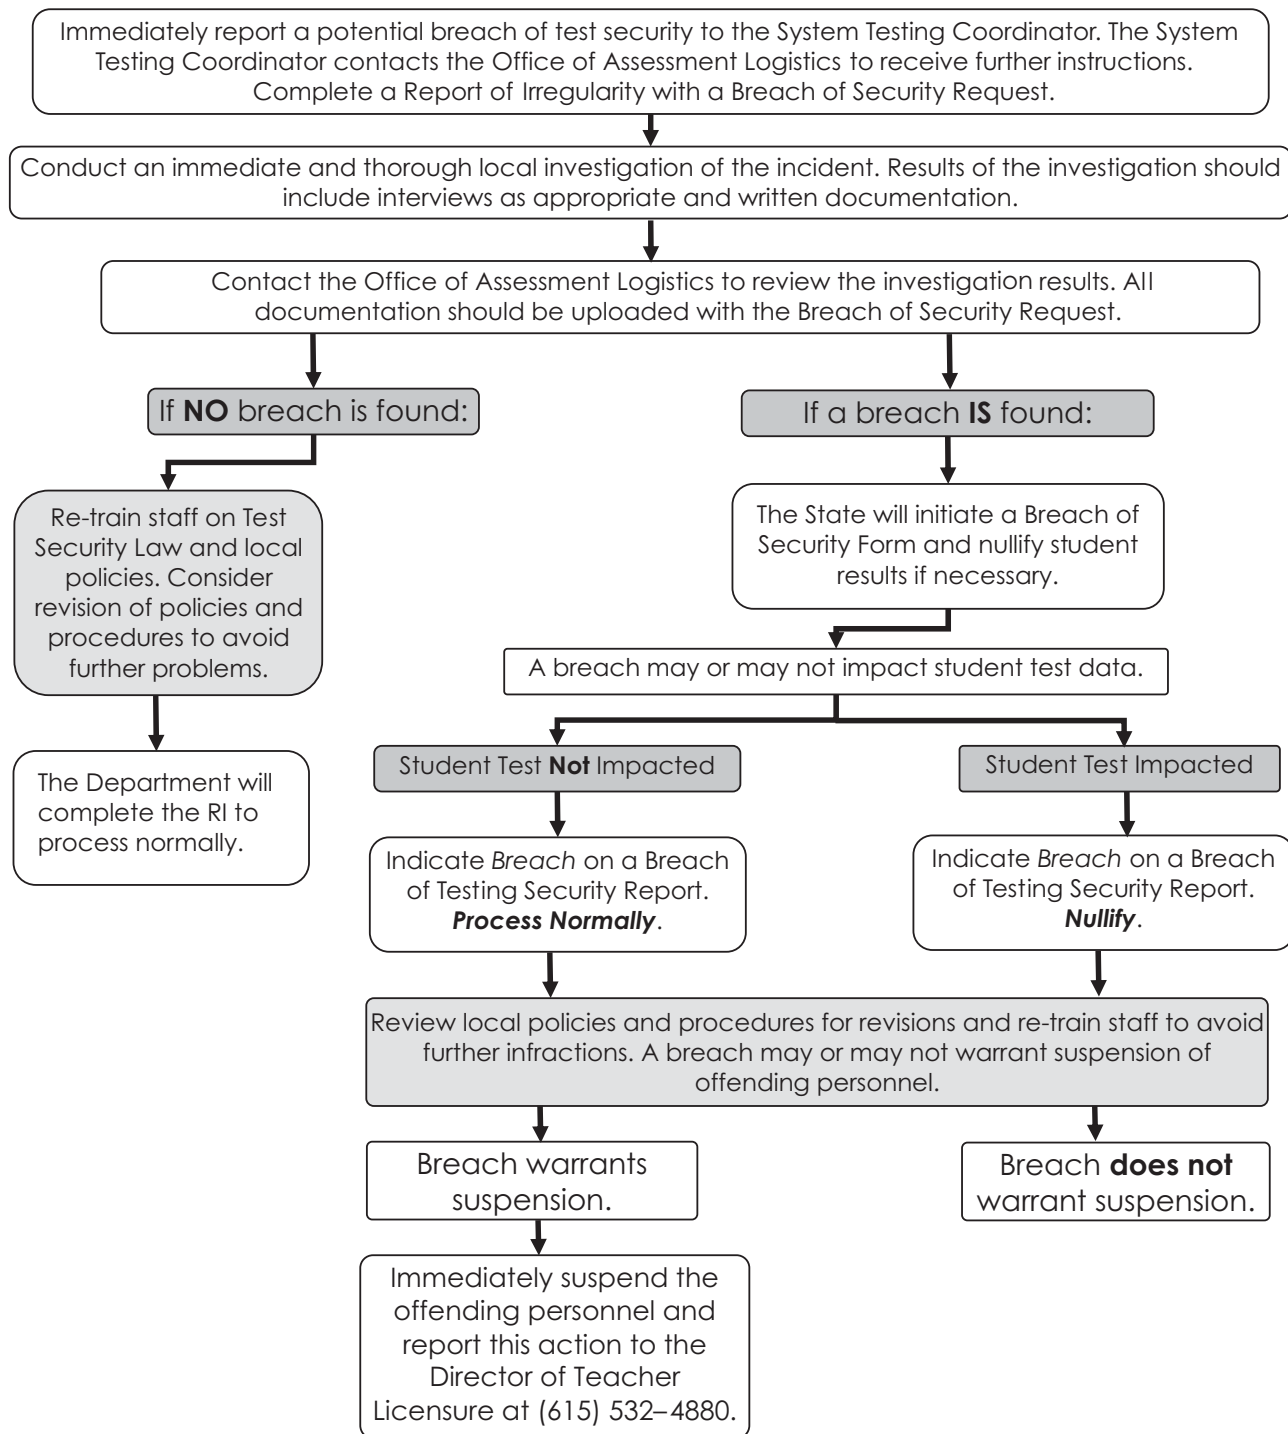 Immediately report a potential breach of test security to the System Testing Coordinator. The System
Testing Coordinator contacts the Office of Assessment Logistics to receive further instructions.
Complete a Report of Irregularity with a Breach of Security Request.
Conduct an immediate and thorough local investigation of the incident. Results of the investigation should
include interviews as appropriate and written documentation.
Contact the Office of Assessment Logistics to review the investigation results. All
documentation should be uploaded with the Breach of Security Request.
If NO breach is found:
Re-train staff on Test
Security Law and local
policies. Consider
revision of policies and
procedures to avoid
further problems.
The Department will
complete the RI to
process normally.
If a breach IS found:
The State will initiate a Breach of
Security Form and nullify student
results if necessary.
A breach may or may not impact student test data.
Student Test Not Impacted
Indicate Breach on a Breach
of Testing Security Report.
Process Normally.
Student Test Impacted
Indicate Breach on a Breach
of Testing Security Report.
Nullify.
Review local policies and procedures for revisions and re-train staff to avoid
further infractions. A breach may or may not warrant suspension of
offending personnel.
Breach warrants
suspension.
Immediately suspend the
offending personnel and
report this action to the
Director of Teacher
Licensure at (615) 532–4880.
Breach does not
warrant suspension.